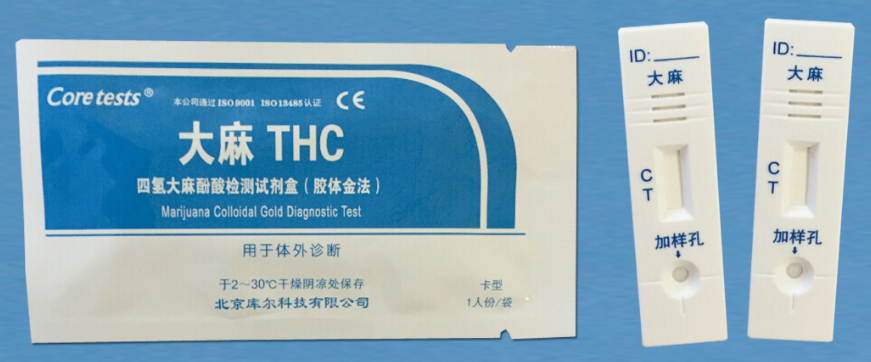 Core tests®
本公司通过ISO9001 ISO13485认证 CE
大麻 THC
四氢大麻酚酸检测试剂盒（胶体金法）
Marijuana Colloidal Gold Diagnostic Test
用于体外诊断
于2～30℃干燥阴凉处保存
卡型
北京库尔科技有限公司
1人份/袋
ID:
大麻
C
T
加样孔
ID:
大麻
C
T
加样孔